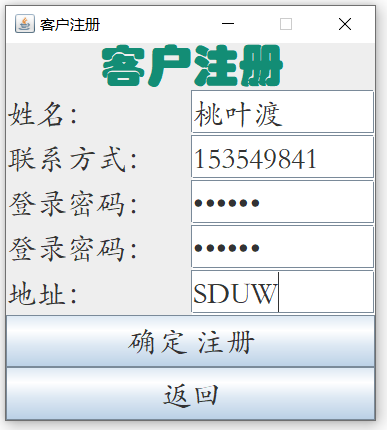 客户注册
客户注册
姓名: 桃叶渡
联系方式: 153549841
登录密码: ••••••
登录密码: ••••••
地址: SDUW
确定 注册
返回